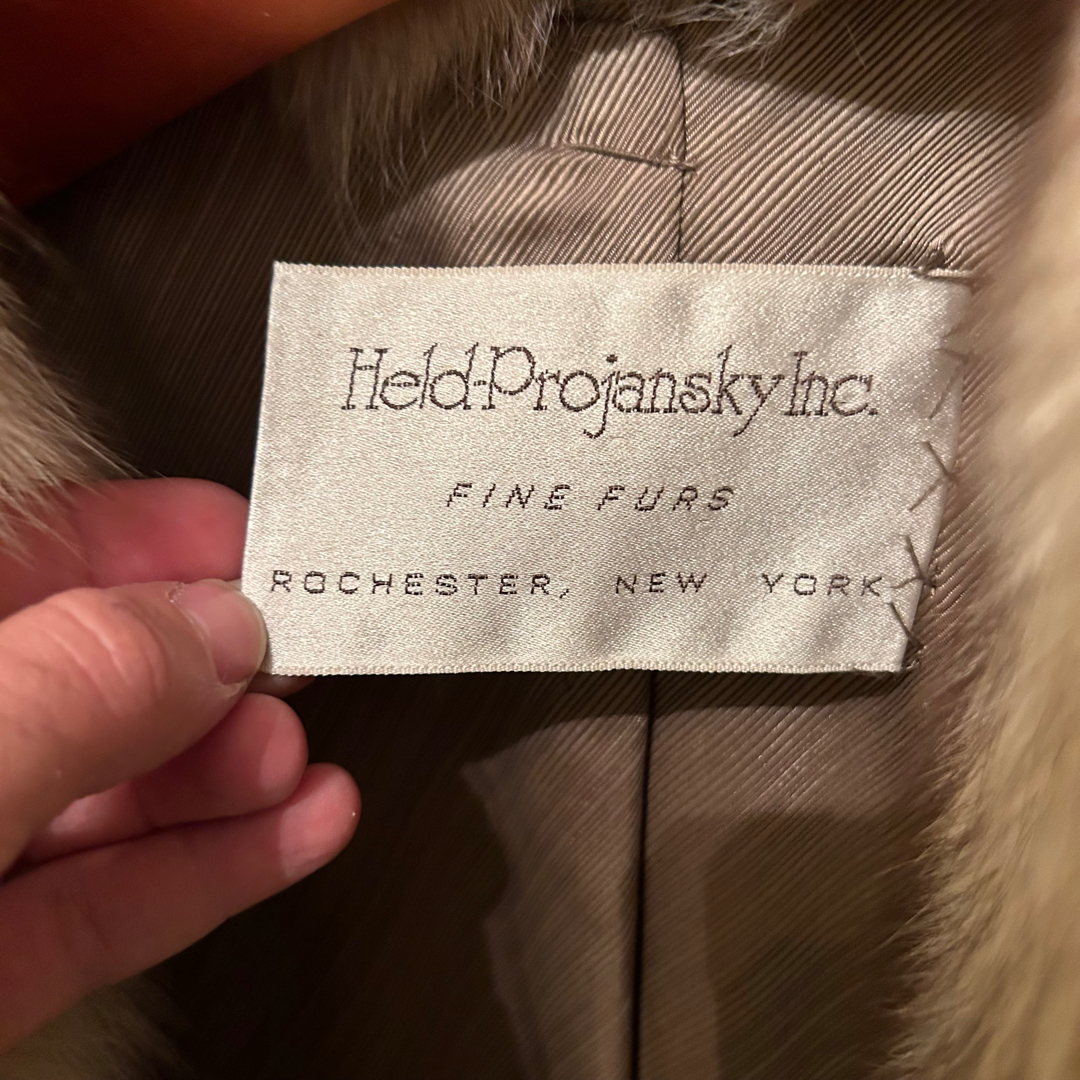 Held-Projansky Inc.
FINE FURS
ROCHESTER, NEW YORK